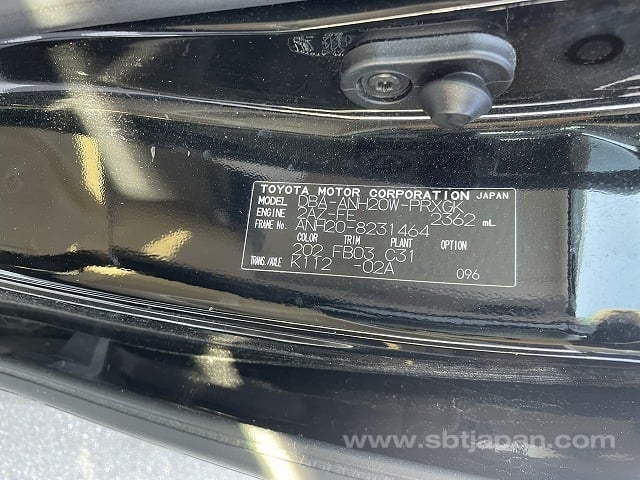 TOYOTA MOTOR CORPORATION JAPAN
MODEL DBA-ANH20W-PRXGK
ENGINE 2AZ-FE 2362 mL
FRAME No. ANH20-8231464
COLOR TRIM PLANT OPTION
202 FB03 C31
TRANS./AXLE K112 -02A 096
www.sbtjapan.com